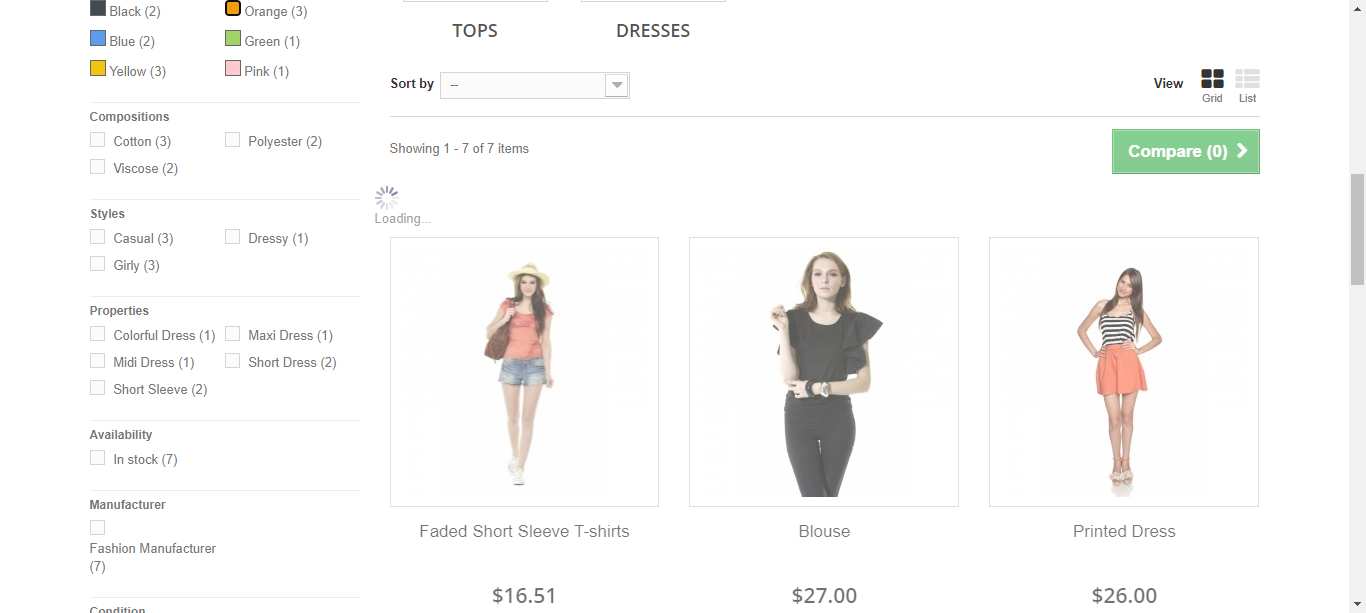 Black (2)
Orange (3)
Blue (2)
Green (1)
Yellow (3)
Pink (1)
Compositions
Cotton (3)
Polyester (2)
Viscose (2)
Styles
Casual (3)
Dressy (1)
Girly (3)
Properties
Colorful Dress (1)
Maxi Dress (1)
Midi Dress (1)
Short Dress (2)
Short Sleeve (2)
Availability
In stock (7)
Manufacturer
Fashion Manufacturer
(7)
Condition
TOPS
DRESSES
Sort by
--
View
Grid
List
Showing 1 - 7 of 7 items
Compare (0)
Loading...
Faded Short Sleeve T-shirts
$16.51
Blouse
$27.00
Printed Dress
$26.00